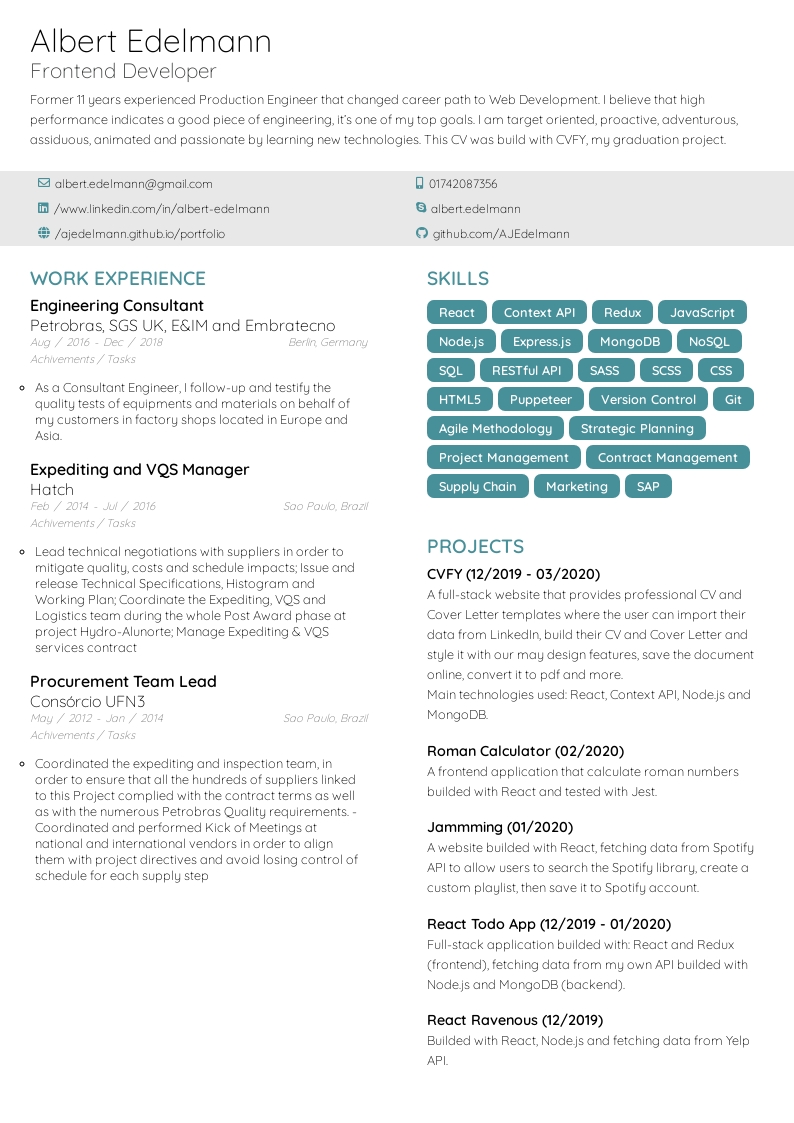 Albert Edelmann
Frontend Developer
Former 11 years experienced Production Engineer that changed career path to Web Development. I believe that high
performance indicates a good piece of engineering, it's one of my top goals. I am target oriented, proactive, adventurous,
assiduous, animated and passionate by learning new technologies. This CV was build with CVFY, my graduation project.
albert.edelmann@gmail.com
01742087356
/www.linkedin.com/in/albert-edelmann
albert.edelmann
/ajedelmann.github.io/portfolio
github.com/AJEdelmann
WORK EXPERIENCE
Engineering Consultant
Petrobras, SGS UK, E&IM and Embratecno
Aug / 2016 - Dec / 2018 Berlin, Germany
Achivements / Tasks
As a Consultant Engineer, I follow-up and testify the
quality tests of equipments and materials on behalf of
my customers in factory shops located in Europe and
Asia.
Expediting and VQS Manager
Hatch
Feb / 2014 - Jul / 2016 Sao Paulo, Brazil
Achivements / Tasks
Lead technical negotiations with suppliers in order to
mitigate quality, costs and schedule impacts; Issue and
release Technical Specifications, Histogram and
Working Plan; Coordinate the Expediting, VQS and
Logistics team during the whole Post Award phase at
project Hydro-Alunorte; Manage Expediting & VQS
services contract
Procurement Team Lead
Consórcio UFN3
May / 2012 - Jan / 2014 Sao Paulo, Brazil
Achivements / Tasks
Coordinated the expediting and inspection team, in
order to ensure that all the hundreds of suppliers linked
to this Project complied with the contract terms as well
as with the numerous Petrobras Quality requirements. -
Coordinated and performed Kick of Meetings at
national and international vendors in order to align
them with project directives and avoid losing control of
schedule for each supply step
SKILLS
React Context API Redux JavaScript
Node.js Express.js MongoDB NoSQL
SQL RESTful API SASS SCSS CSS
HTML5 Puppeteer Version Control Git
Agile Methodology Strategic Planning
Project Management Contract Management
Supply Chain Marketing SAP
PROJECTS
CVFY (12/2019 - 03/2020)
A full-stack website that provides professional CV and
Cover Letter templates where the user can import their
data from LinkedIn, build their CV and Cover Letter and
style it with our may design features, save the document
online, convert it to pdf and more.
Main technologies used: React, Context API, Node.js and
MongoDB.
Roman Calculator (02/2020)
A frontend application that calculate roman numbers
builded with React and tested with Jest.
Jammming (01/2020)
A website builded with React, fetching data from Spotify
API to allow users to search the Spotify library, create a
custom playlist, then save it to Spotify account.
React Todo App (12/2019 - 01/2020)
Full-stack application builded with: React and Redux
(frontend), fetching data from my own API builded with
Node.js and MongoDB (backend).
React Ravenous (12/2019)
Builded with React, Node.js and fetching data from Yelp
API.